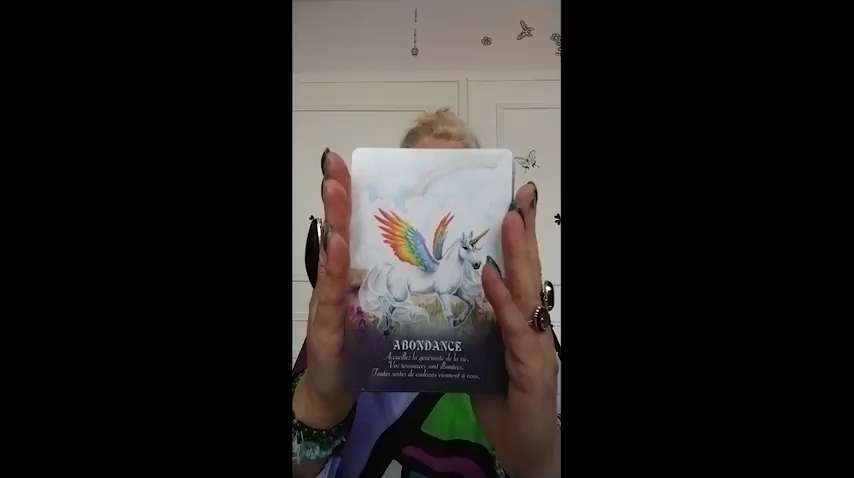 ABONDANCE
Accueillez la générosité de la vie.
Vos ressources sont illimitées.
Toutes sortes de cadeaux viennent à vous.